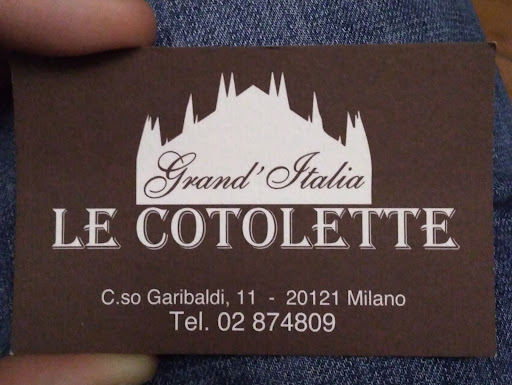 Grand' Italia
LE COTOLETTE
C.so Garibaldi, 11 - 20121 Milano
Tel. 02 874809